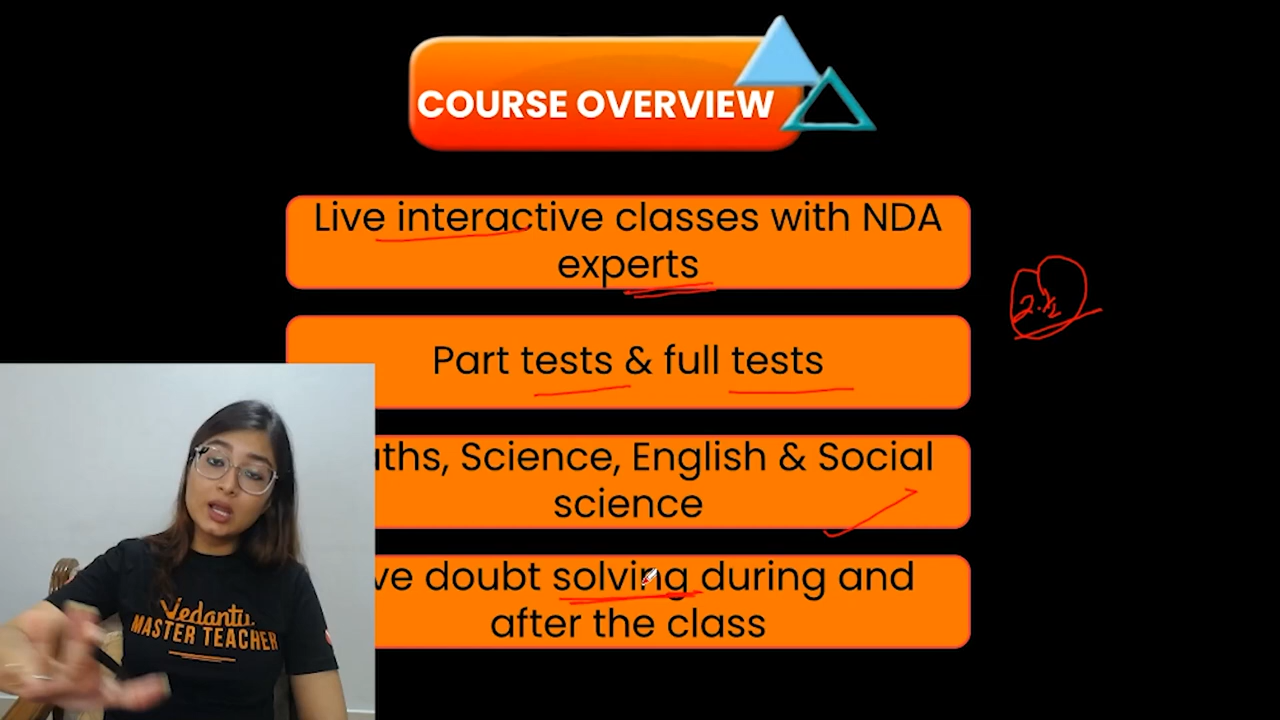 COURSE OVERVIEW
Live interactive classes with NDA
experts
Part tests & full tests
ths, Science, English & Social
science
ve doubt solving during and
after the class
Vedantu
MASTER TEACHER